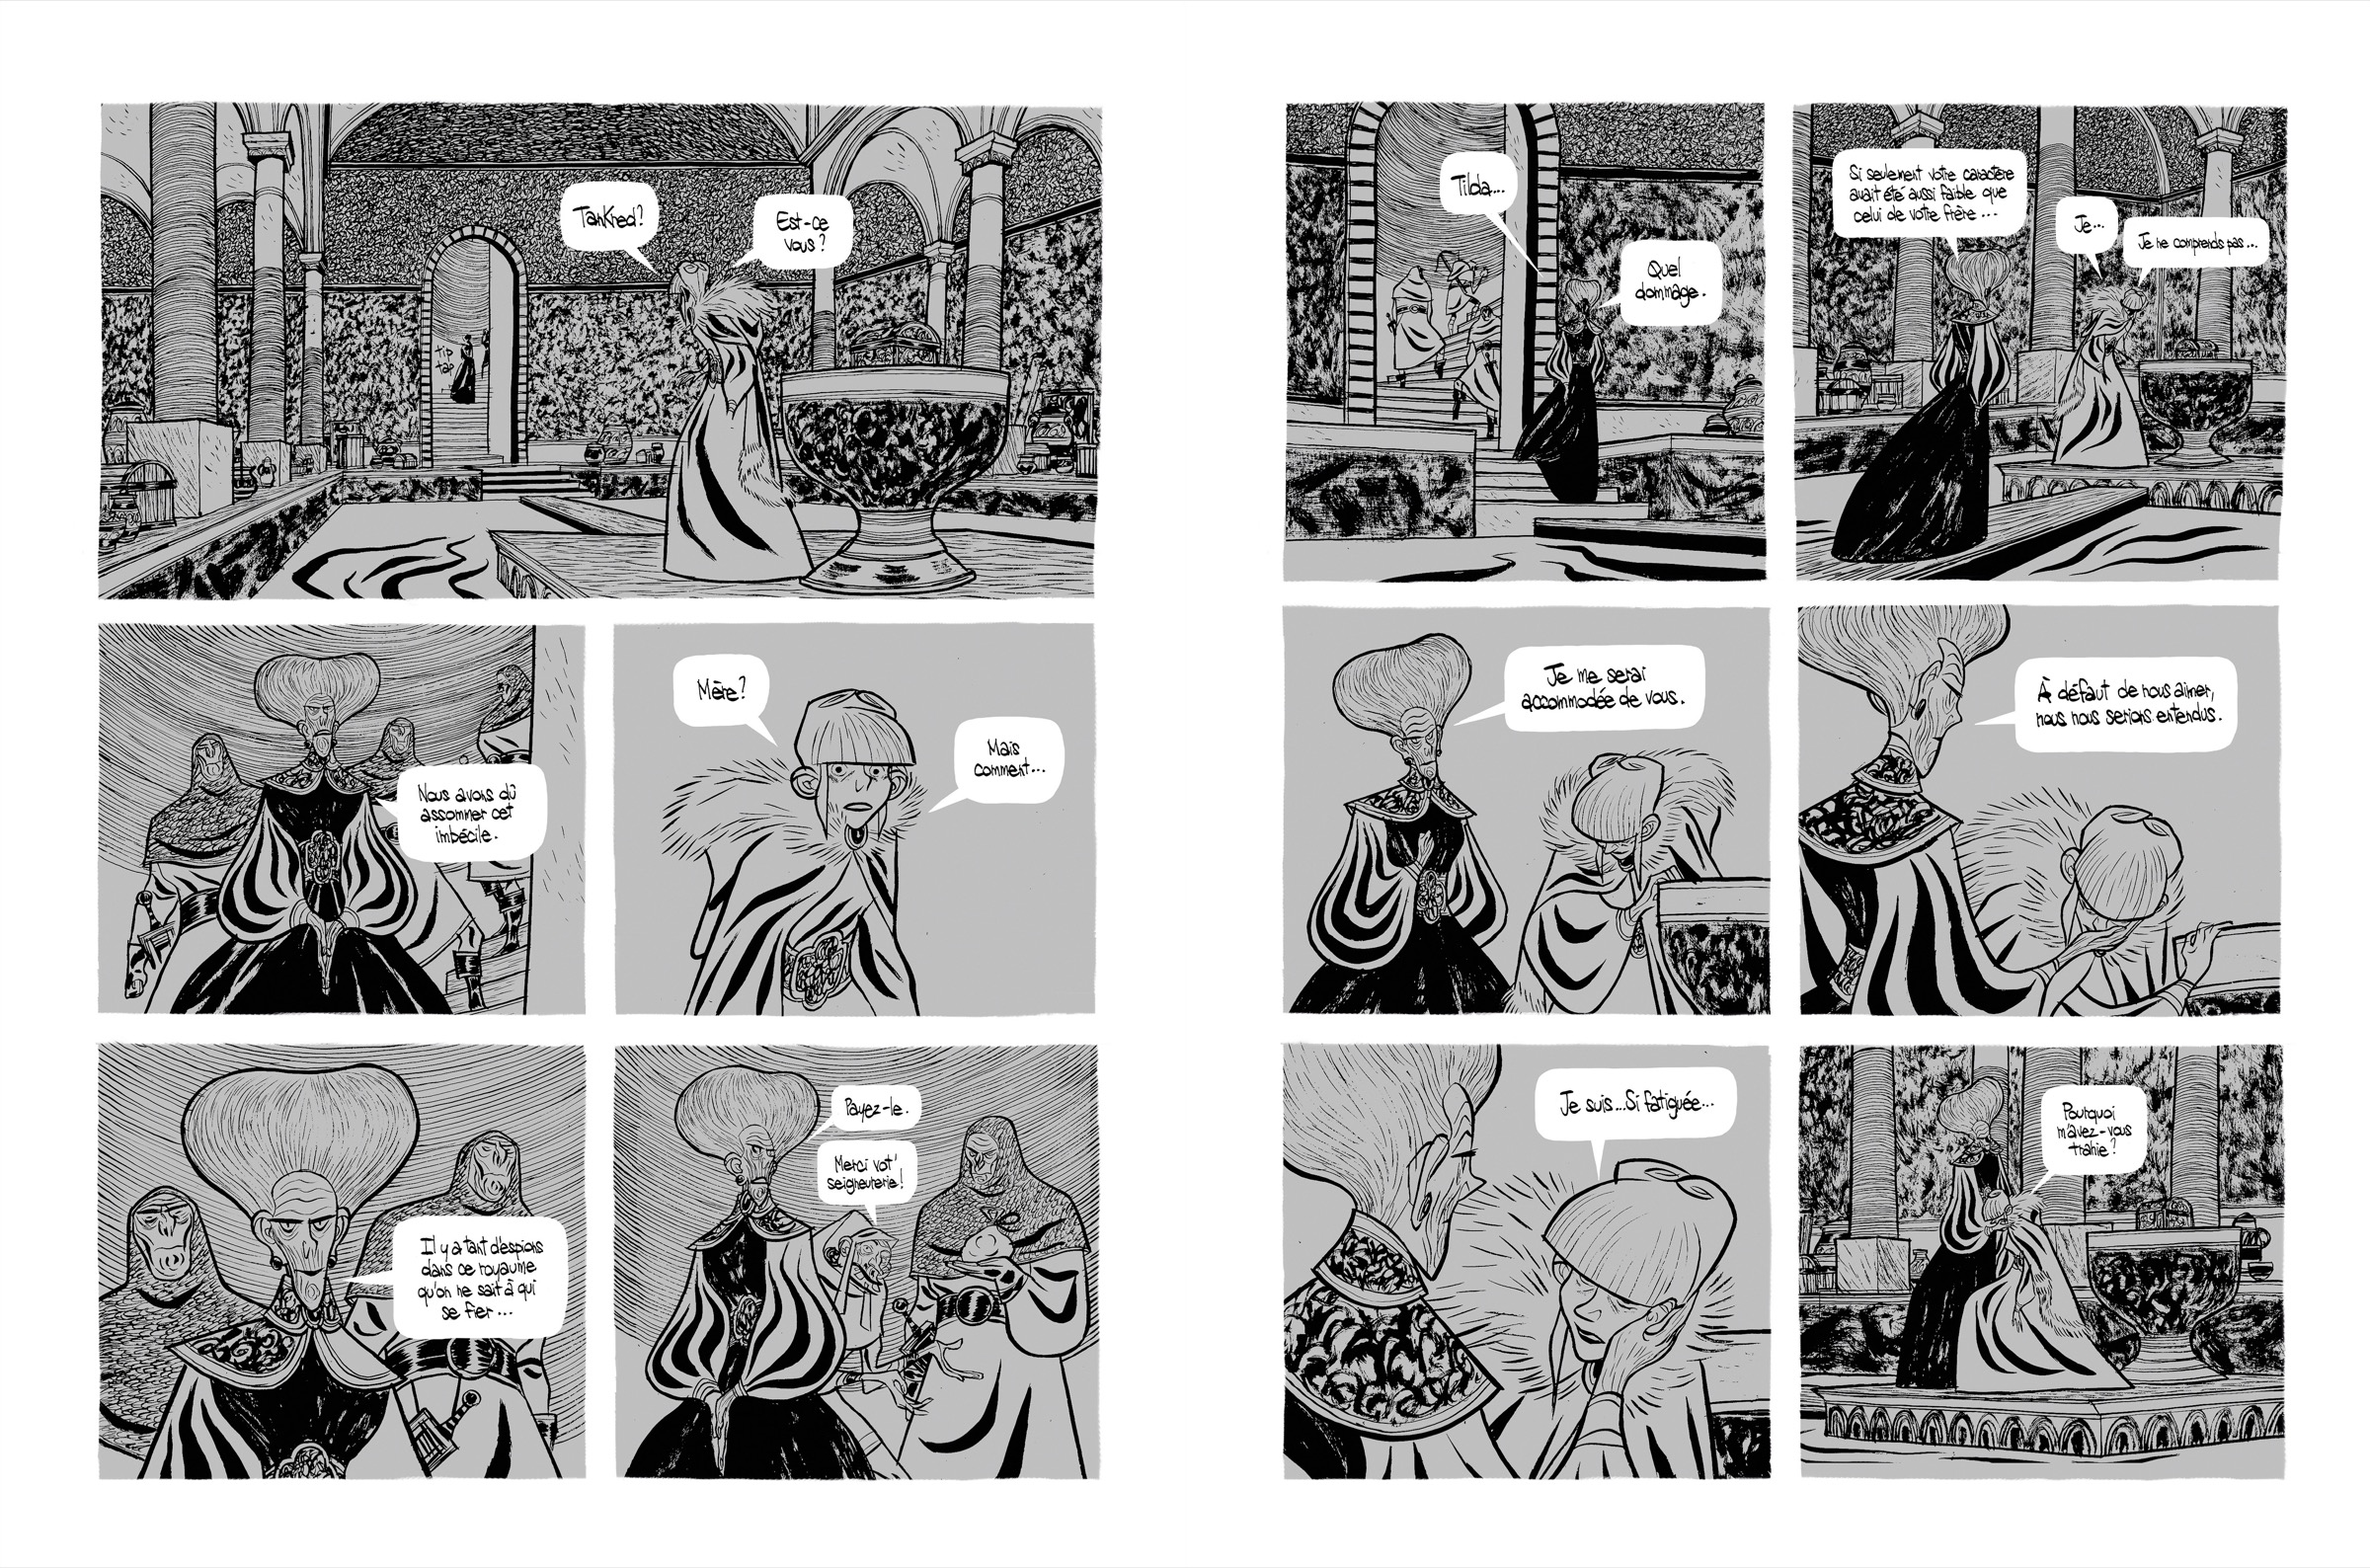 Tankred?
Est-ce
vous?
tip
tap
Nous avons dû
assommer cet
imbécile.
Mère?
Mais
comment...
Il y a tant d'espions
dans ce royaume
qu'on ne sait à qui
se fier...
Payez-le.
Merci vot'
seigneurerie!
Tilda...
Quel
dommage.
Si seulement votre caractère
avait été aussi faible que
celui de votre frère...
Je...
Je ne comprends pas...
Je me serai
accommodée de vous.
À défaut de nous aimer,
nous nous serions entendus.
Je suis...Si fatiguée...
Pourquoi
m'avez-vous
trahie?